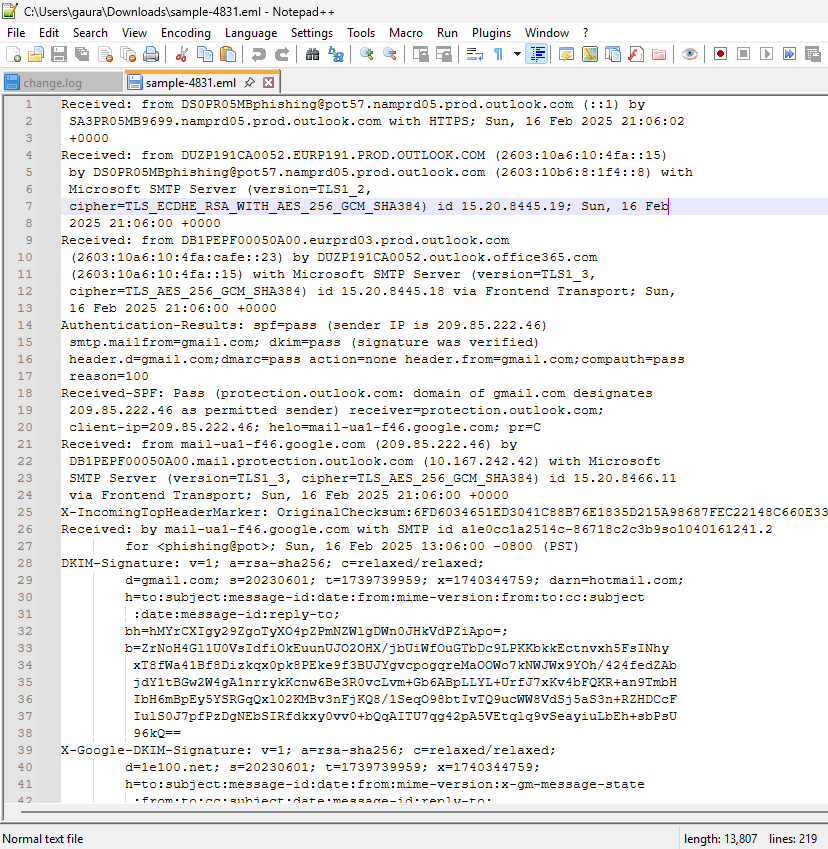 C:\Users\gaura\Downloads\sample-4831.eml - Notepad++
File Edit Search View Encoding Language Settings Tools Macro Run Plugins Window ?
change.log sample-4831.eml
1 Received: from DS0PR05MBphishing@pot57.namprd05.prod.outlook.com (::1) by
2 SA3PR05MB9699.namprd05.prod.outlook.com with HTTPS; Sun, 16 Feb 2025 21:06:02
3 +0000
4 Received: from DUZP191CA0052.EURP191.PROD.OUTLOOK.COM (2603:10a6:10:4fa::15)
5 by DS0PR05MBphishing@pot57.namprd05.prod.outlook.com (2603:10b6:8:1f4::8) with
6 Microsoft SMTP Server (version=TLS1_2,
7 cipher=TLS_ECDHE_RSA_WITH_AES_256_GCM_SHA384) id 15.20.8445.19; Sun, 16 Feb
8 2025 21:06:00 +0000
9 Received: from DB1PEPF00050A00.eurprd03.prod.outlook.com
10 (2603:10a6:10:4fa:cafe::23) by DUZP191CA0052.outlook.office365.com
11 (2603:10a6:10:4fa::15) with Microsoft SMTP Server (version=TLS1_3,
12 cipher=TLS_AES_256_GCM_SHA384) id 15.20.8445.18 via Frontend Transport; Sun,
13 16 Feb 2025 21:06:00 +0000
14 Authentication-Results: spf=pass (sender IP is 209.85.222.46)
15 smtp.mailfrom=gmail.com; dkim=pass (signature was verified)
16 header.d=gmail.com;dmarc=pass action=none header.from=gmail.com;compauth=pass
17 reason=100
18 Received-SPF: Pass (protection.outlook.com: domain of gmail.com designates
19 209.85.222.46 as permitted sender) receiver=protection.outlook.com;
20 client-ip=209.85.222.46; helo=mail-ua1-f46.google.com; pr=C
21 Received: from mail-ua1-f46.google.com (209.85.222.46) by
22 DB1PEPF00050A00.mail.protection.outlook.com (10.167.242.42) with Microsoft
23 SMTP Server (version=TLS1_3, cipher=TLS_AES_256_GCM_SHA384) id 15.20.8466.11
24 via Frontend Transport; Sun, 16 Feb 2025 21:06:00 +0000
25 X-IncomingTopHeaderMarker: OriginalChecksum:6FD6034651ED3041C88B76E1835D215A98687FEC22148C660E33
26 Received: by mail-ua1-f46.google.com with SMTP id a1e0cc1a2514c-86718c2c3b9so1040161241.2
27 for <phishing@pot>; Sun, 16 Feb 2025 13:06:00 -0800 (PST)
28 DKIM-Signature: v=1; a=rsa-sha256; c=relaxed/relaxed;
29 d=gmail.com; s=20230601; t=1739739959; x=1740344759; darn=hotmail.com;
30 h=to:subject:message-id:date:from:mime-version:from:to:cc:subject
31 :date:message-id:reply-to;
32 bh=hMYrCXIgy29ZgoTyXO4pZPmNZWlgDWn0JHkVdPZiApo=;
33 b=ZrNoH4Gl1U0VsIdfiOkEuunUJO2OHX/jbUiWfOuGTbDc9LPKKbkkEctnvxh5FsINhy
34 xT8fWa41Bf8Dizkqx0pk8PEke9f3BUJYgvcpogqreMaOOWo7kNWJWx9YOh/424fedZAb
35 jdY1tBGw2W4gA1nrrykKcnw6Be3R0vcLvm+Gb6ABpLLYL+UrfJ7xKv4bFQKR+an9TmbH
36 IbH6mBpEy5YSRGqQxl02KMBv3nFjKQ8/1SeqO98btIvTQ9ucWW8VdSj5aS3n+RZHDCcF
37 IulS0J7pfPzDgNEbSIRfdkxy0vv0+bQqAITU7qg42pA5VEtqlq9vSeayiuLbEh+sbPsU
38 96kQ==
39 X-Google-DKIM-Signature: v=1; a=rsa-sha256; c=relaxed/relaxed;
40 d=1e100.net; s=20230601; t=1739739959; x=1740344759;
41 h=to:subject:message-id:date:from:mime-version:x-gm-message-state
42 :from:to:cc:subject:date:message-id:reply-to;
Normal text file length: 13,807 lines: 219